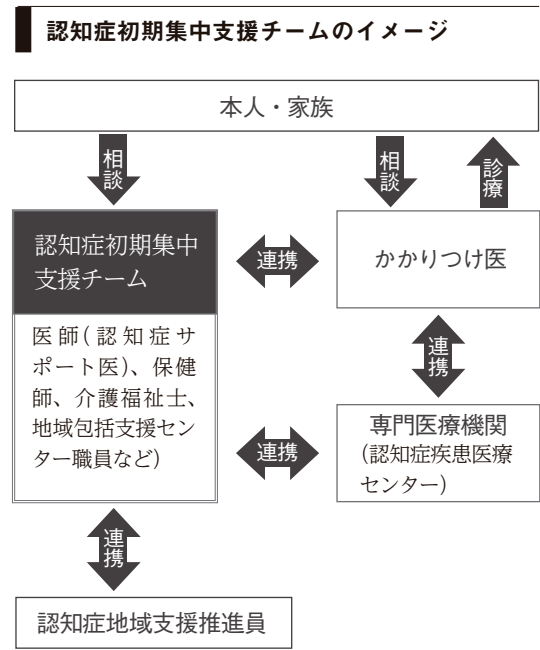 認知症初期集中支援チームのイメージ
本人・家族
相談
相談
診療
認知症初期集中
支援チーム
連携
かかりつけ医
医師(認知症サ
ポート医)、保健
師、介護福祉士、
地域包括支援セン
ター職員など)
連携
連携
専門医療機関
(認知症疾患医療
センター)
連携
認知症地域支援推進員